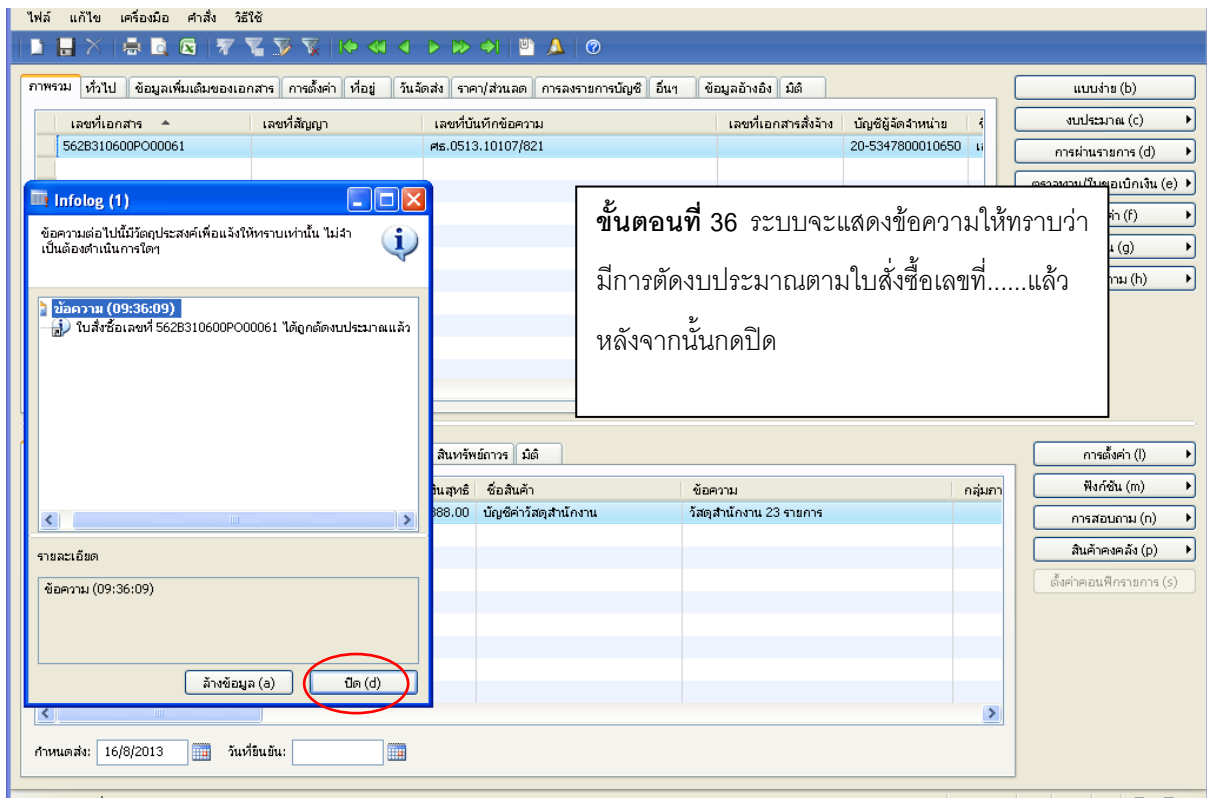 ไฟล์ แก้ไข เครื่องมือ คำสั่ง วิธีใช้
ภาพรวม ทั่วไป ข้อมูลเพิ่มเติมของเอกสาร การตั้งค่า ที่อยู่ วันจัดส่ง ราคา/ส่วนลด การลงรายการบัญชี อื่นๆ ข้อมูลอ้างอิง มิติ
แบบง่าย (b)
งบประมาณ (c)
การผ่านรายการ (d)
ตรวจงาน/ใบขอเบิกเงิน (e)
(f)
(g)
(h)
เลขที่เอกสาร เลขที่สัญญา เลขที่บันทึกข้อความ เลขที่เอกสารสั่งจ้าง บัญชีผู้จัดจำหน่าย
562B310600PO00061 ศธ.0513.10107/821 20-5347800010650
Infolog (1)
ข้อความต่อไปนี้มีวัตถุประสงค์เพื่อแจ้งให้ทราบเท่านั้น ไม่จำ
เป็นต้องดำเนินการใดๆ
ข้อความ (09:36:09)
ใบสั่งซื้อเลขที่ 562B310600PO00061 ได้ถูกตัดงบประมาณแล้ว
รายละเอียด
ข้อความ (09:36:09)
ล้างข้อมูล (a) ปิด (d)
ขั้นตอนที่ 36 ระบบจะแสดงข้อความให้ทราบว่า
มีการตัดงบประมาณตามใบสั่งซื้อเลขที่......แล้ว
หลังจากนั้นกดปิด
สินทรัพย์ถาวร มิติ
ชื่อสินค้า ข้อความ
888.00 บัญชีค่าวัสดุสำนักงาน วัสดุสำนักงาน 23 รายการ
การตั้งค่า (l)
ฟังก์ชัน (m)
การสอบถาม (n)
สินค้าคงคลัง (p)
ตั้งค่าคอนฟิกรายการ (s)
กำหนดส่ง: 16/8/2013 วันที่ยืนยัน: